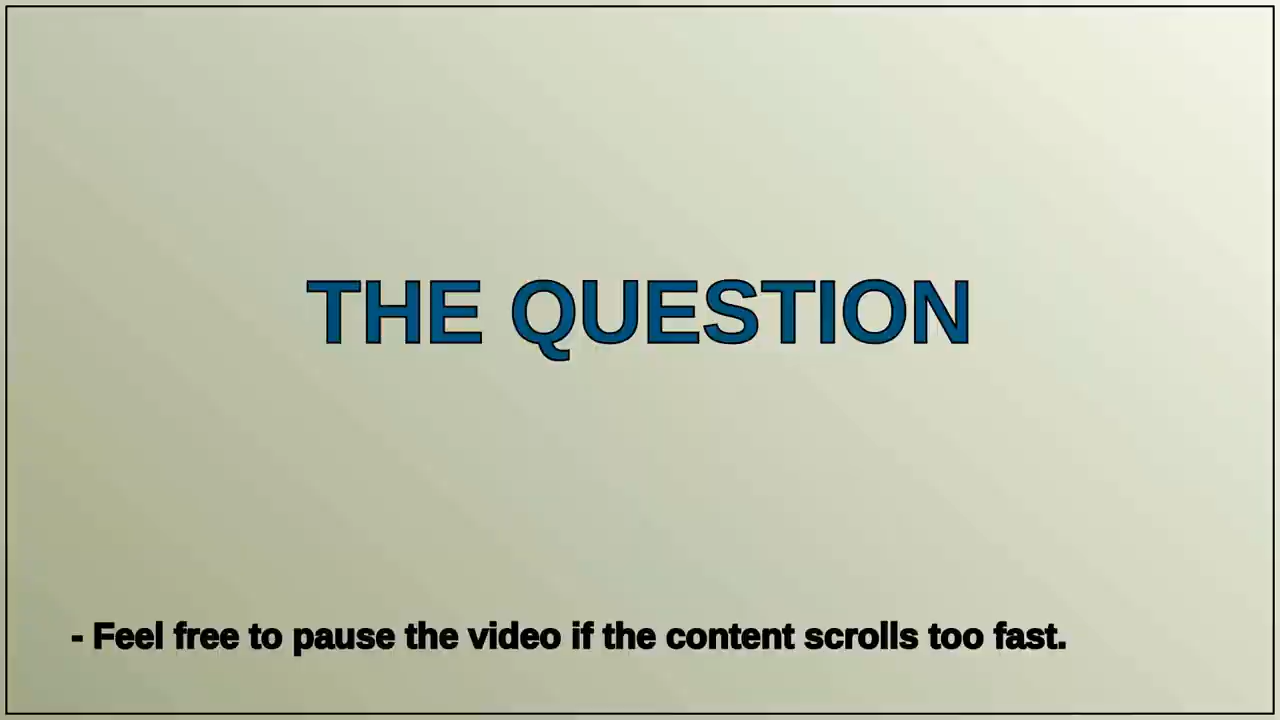 THE QUESTION
- Feel free to pause the video if the content scrolls too fast.